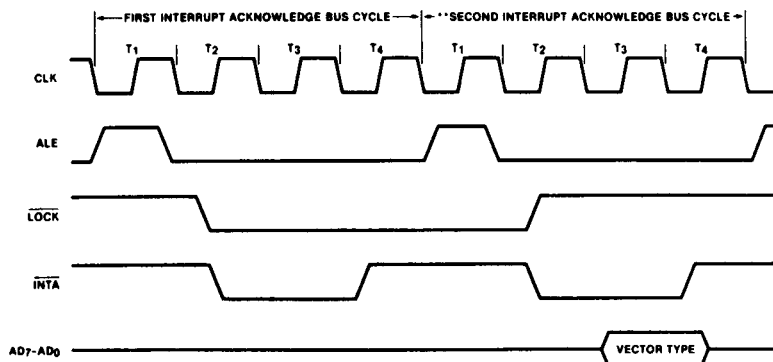 FIRST INTERRUPT ACKNOWLEDGE BUS CYCLE
**SECOND INTERRUPT ACKNOWLEDGE BUS CYCLE
T1 T2 T3 T4 T1 T2 T3 T4
CLK
ALE
LOCK
INTA
AD7-AD0
VECTOR TYPE